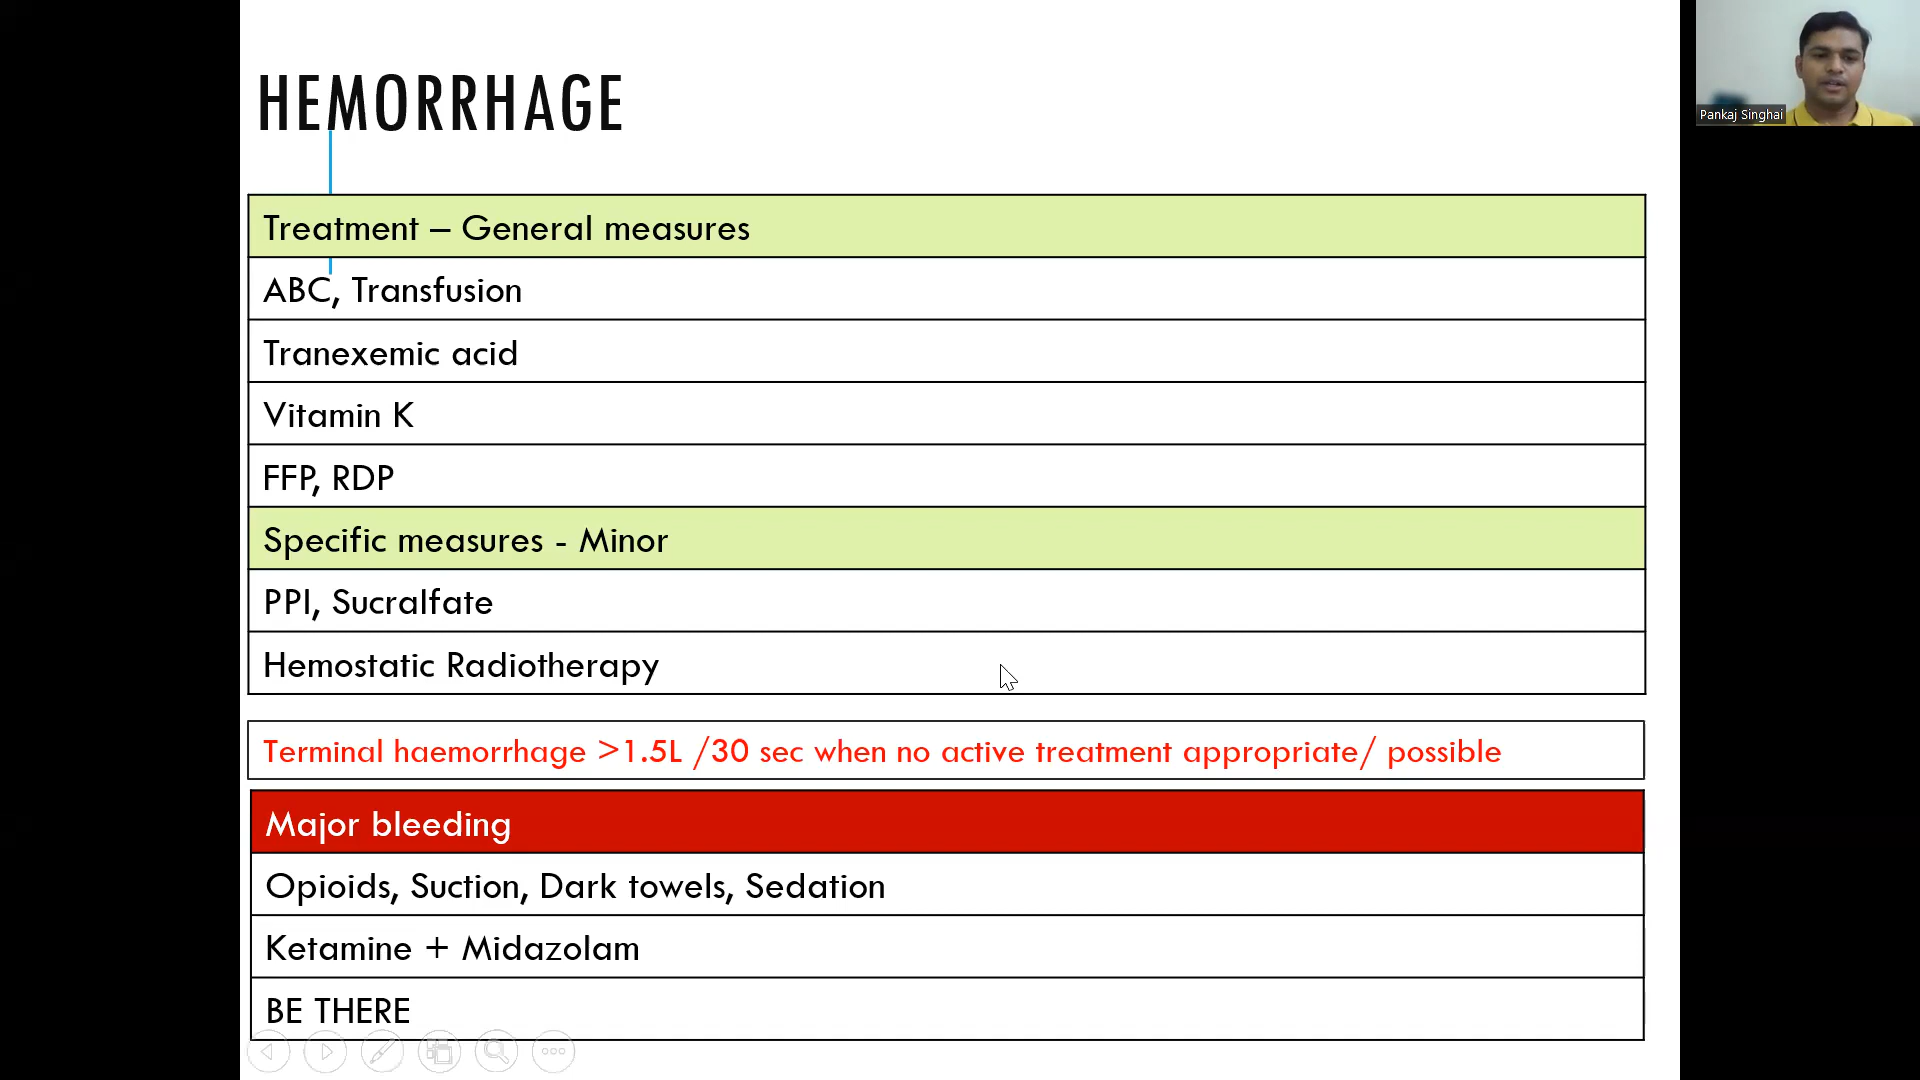 HEMORRHAGE
Pankaj Singhai
Treatment – General measures
ABC, Transfusion
Tranexemic acid
Vitamin K
FFP, RDP
Specific measures - Minor
PPI, Sucralfate
Hemostatic Radiotherapy
Terminal haemorrhage >1.5L /30 sec when no active treatment appropriate/ possible
Major bleeding
Opioids, Suction, Dark towels, Sedation
Ketamine + Midazolam
BE THERE